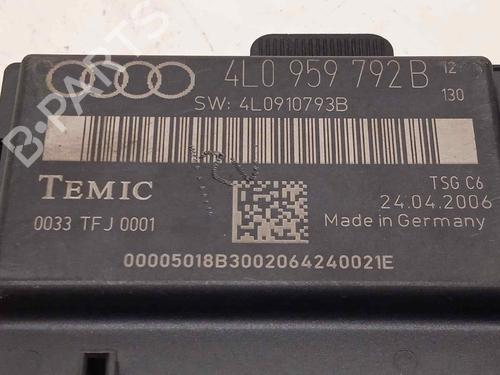 4L0 959 792B 12
130
SW: 4L0910793B
TEMIC
TSG C6
24.04.2006
0033 TFJ 0001
Made in Germany
00005018B3002064240021E
B-PARTS